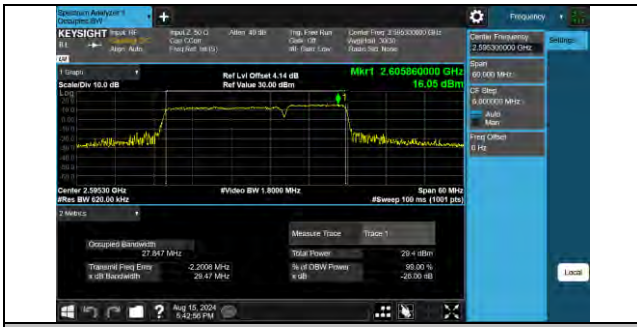 Spectrum Analyzer 1
Occupied BW
Frequency
KEYSIGHT Input: RF
Align: Auto
Input Z: 50 Ω
Corr CCorr
Freq Ref: Int (S)
Atten: 40 dB
Trig: Free Run
Gate: Off
#IF Gain: Low
Center Freq: 2.595300000 GHz
Avg|Hold: 30/30
Radio Std: None
Center Frequency
2.595300000 GHz
Settings
Span
60.000 MHz
CF Step
6.000000 MHz
Auto
Man
Freq Offset
0 Hz
1 Graph
Scale/Div 10.0 dB
Ref Lvl Offset 4.14 dB
Ref Value 30.00 dBm
Mkr1 2.605860000 GHz
16.05 dBm
Log
Center 2.59530 GHz
#Res BW 620.00 kHz
#Video BW 1.8000 MHz
Span 60 MHz
#Sweep 100 ms (1001 pts)
2 Metrics
Measure Trace
Trace 1
Occupied Bandwidth
27.847 MHz
Total Power
29.4 dBm
Transmit Freq Error
-2.2008 MHz
% of OBW Power
99.00 %
x dB Bandwidth
29.47 MHz
x dB
-26.00 dB
Local
Aug 15, 2024
5:42:56 PM